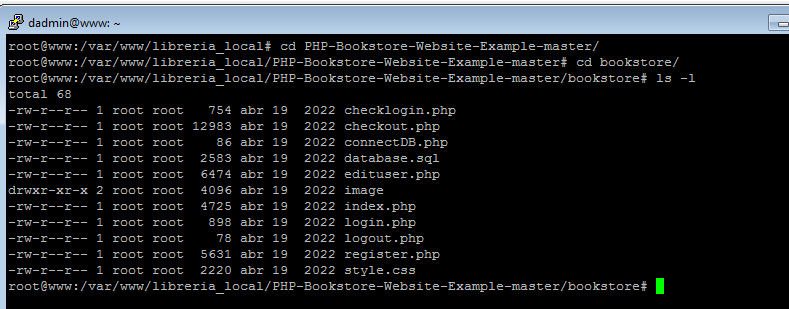 dadmin@www: ~
root@www:/var/www/libreria_local# cd PHP-Bookstore-Website-Example-master/
root@www:/var/www/libreria_local/PHP-Bookstore-Website-Example-master# cd bookstore/
root@www:/var/www/libreria_local/PHP-Bookstore-Website-Example-master/bookstore# ls -l
total 68
-rw-r--r-- 1 root root   754 abr 19  2022 checklogin.php
-rw-r--r-- 1 root root 12983 abr 19  2022 checkout.php
-rw-r--r-- 1 root root    86 abr 19  2022 connectDB.php
-rw-r--r-- 1 root root  2583 abr 19  2022 database.sql
-rw-r--r-- 1 root root  6474 abr 19  2022 edituser.php
drwxr-xr-x 2 root root  4096 abr 19  2022 image
-rw-r--r-- 1 root root  4725 abr 19  2022 index.php
-rw-r--r-- 1 root root   898 abr 19  2022 login.php
-rw-r--r-- 1 root root    78 abr 19  2022 logout.php
-rw-r--r-- 1 root root  5631 abr 19  2022 register.php
-rw-r--r-- 1 root root  2220 abr 19  2022 style.css
root@www:/var/www/libreria_local/PHP-Bookstore-Website-Example-master/bookstore#